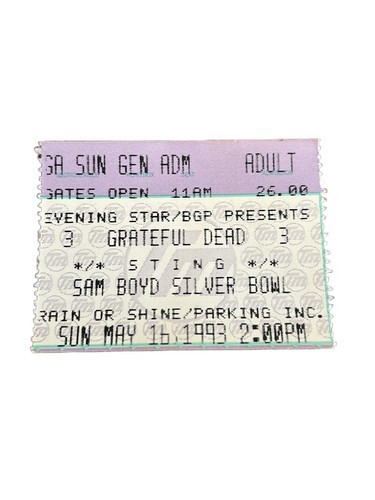 GA SUN GEN ADM ADULT
GATES OPEN 11AM 26.00
EVENING STAR/BGP PRESENTS
3 GRATEFUL DEAD 3
*/* S T I N G */*
SAM BOYD SILVER BOWL
RAIN OR SHINE/PARKING INC.
SUN MAY 16,1993 2:00PM